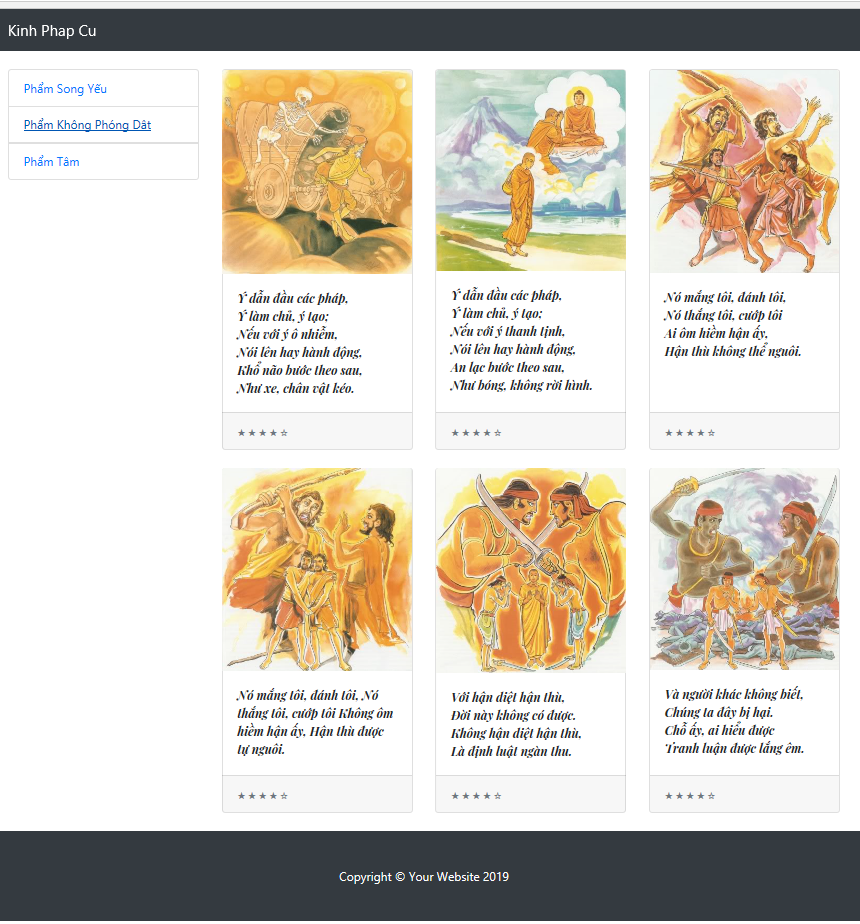 Kinh Phap Cu
Phẩm Song Yếu
Phẩm Không Phóng Dật
Phẩm Tâm
Ý dẫn đầu các pháp,
Ý làm chủ, ý tạo;
Nếu với ý ô nhiễm,
Nói lên hay hành động,
Khổ não bước theo sau,
Như xe, chân vật kéo.
★ ★ ★ ★ ☆
Ý dẫn đầu các pháp,
Ý làm chủ, ý tạo;
Nếu với ý thanh tịnh,
Nói lên hay hành động,
An lạc bước theo sau,
Như bóng, không rời hình.
★ ★ ★ ★ ☆
Nó mắng tôi, đánh tôi,
Nó thắng tôi, cướp tôi
Ai ôm hiềm hận ấy,
Hận thù không thể nguôi.
★ ★ ★ ★ ☆
Nó mắng tôi, đánh tôi, Nó
thắng tôi, cướp tôi Không ôm
hiềm hận ấy, Hận thù được
tự nguôi.
★ ★ ★ ★ ☆
Với hận diệt hận thù,
Đời này không có được.
Không hận diệt hận thù,
Là định luật ngàn thu.
★ ★ ★ ★ ☆
Và người khác không biết,
Chúng ta đây bị hại.
Chỗ ấy, ai hiểu được
Tranh luận được lắng êm.
★ ★ ★ ★ ☆
Copyright © Your Website 2019